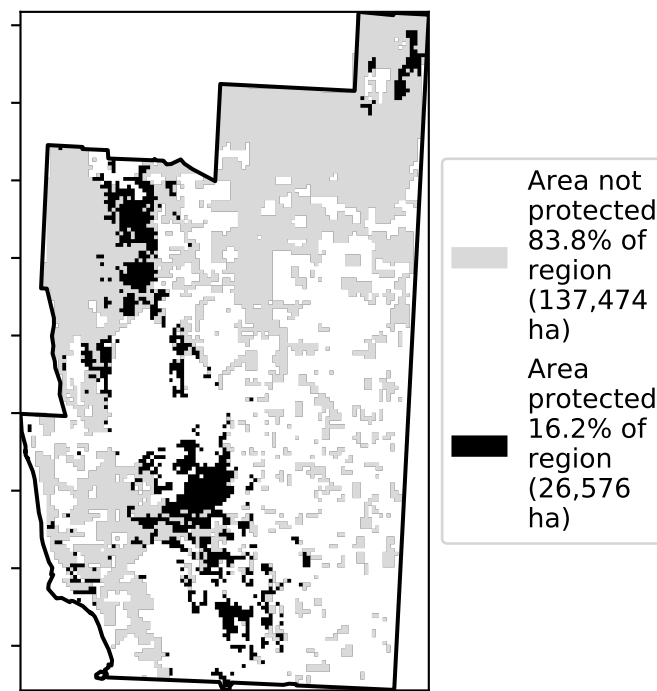 Area not
protected
83.8% of
region
(137,474
ha)
Area
protected
16.2% of
region
(26,576
ha)